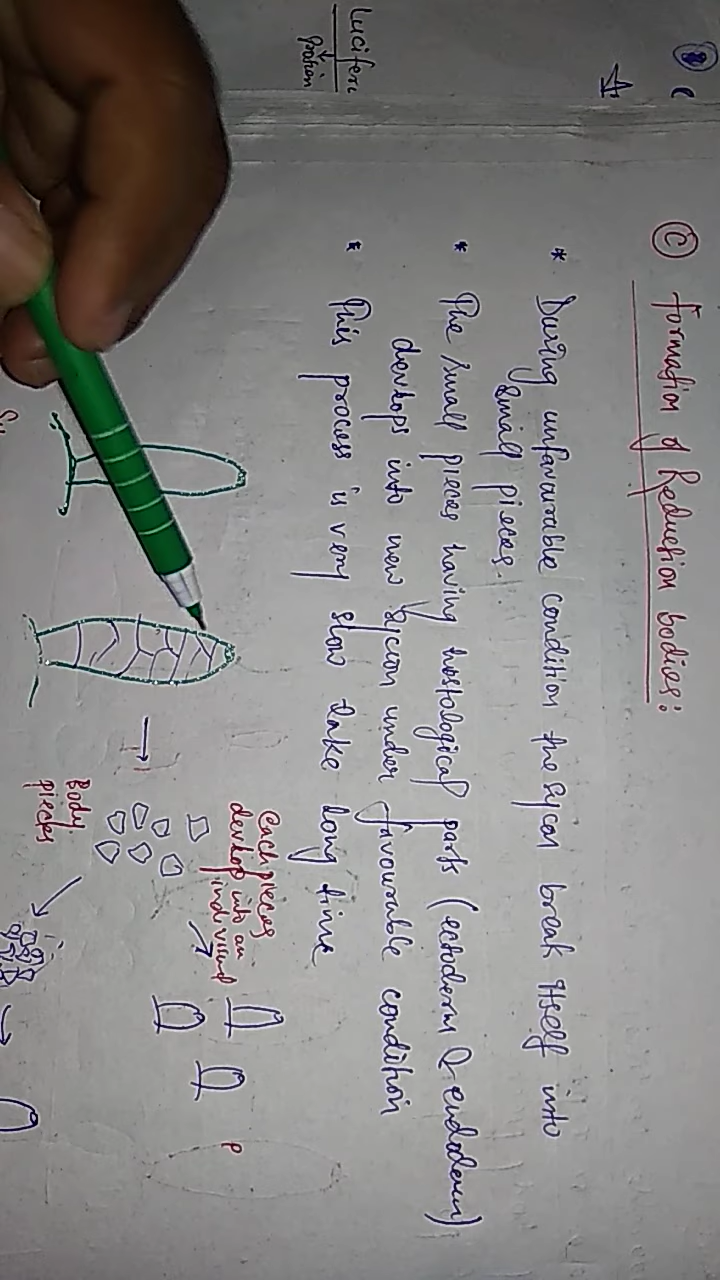 Ⓒ Formation of Reduction bodies:
* During unfavourable condition the Sycon break itself into
small pieces.
* The small pieces having histological parts (ectoderm & endoderm)
develops into new Sycon under favourable condition
* This process is very slow take long time
each pieces
develop into an
individual
Body
pieces
P